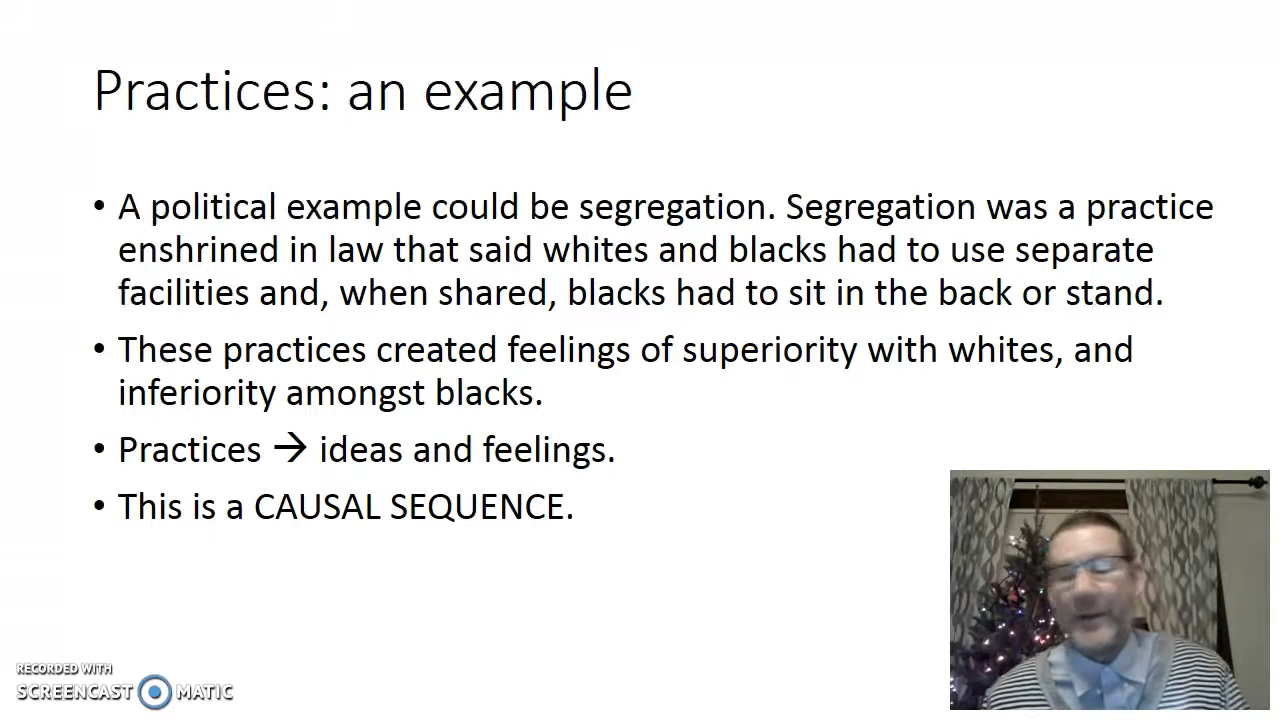 Practices: an example
• A political example could be segregation. Segregation was a practice
enshrined in law that said whites and blacks had to use separate
facilities and, when shared, blacks had to sit in the back or stand.
• These practices created feelings of superiority with whites, and
inferiority amongst blacks.
• Practices → ideas and feelings.
• This is a CAUSAL SEQUENCE.
RECORDED WITH
SCREENCAST MATIC